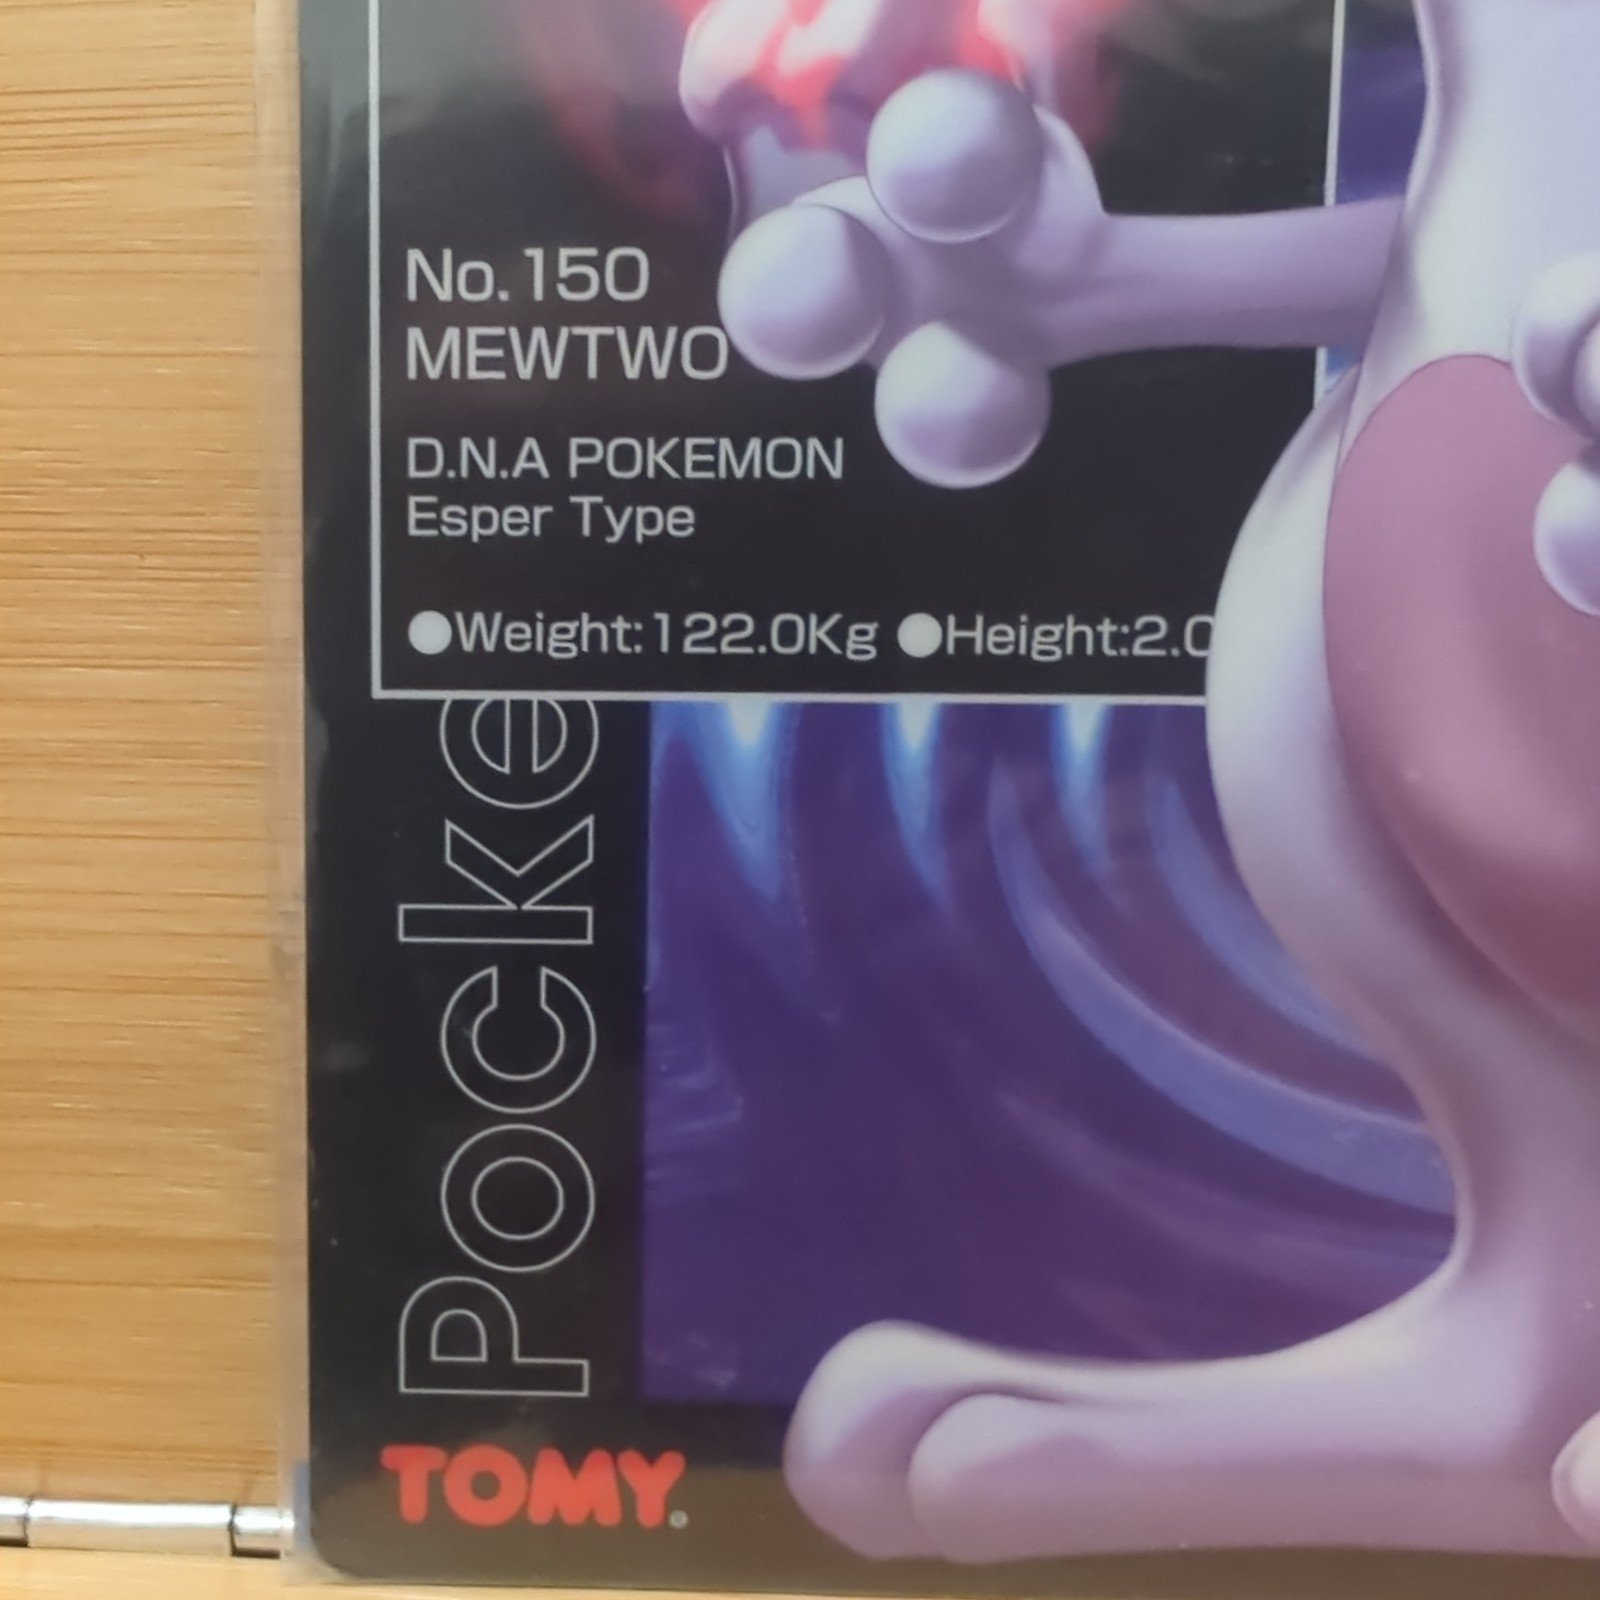 No.150
MEWTWO
D.N.A POKEMON
Esper Type
●Weight:122.0Kg ●Height:2.0
Pocke
TOMY